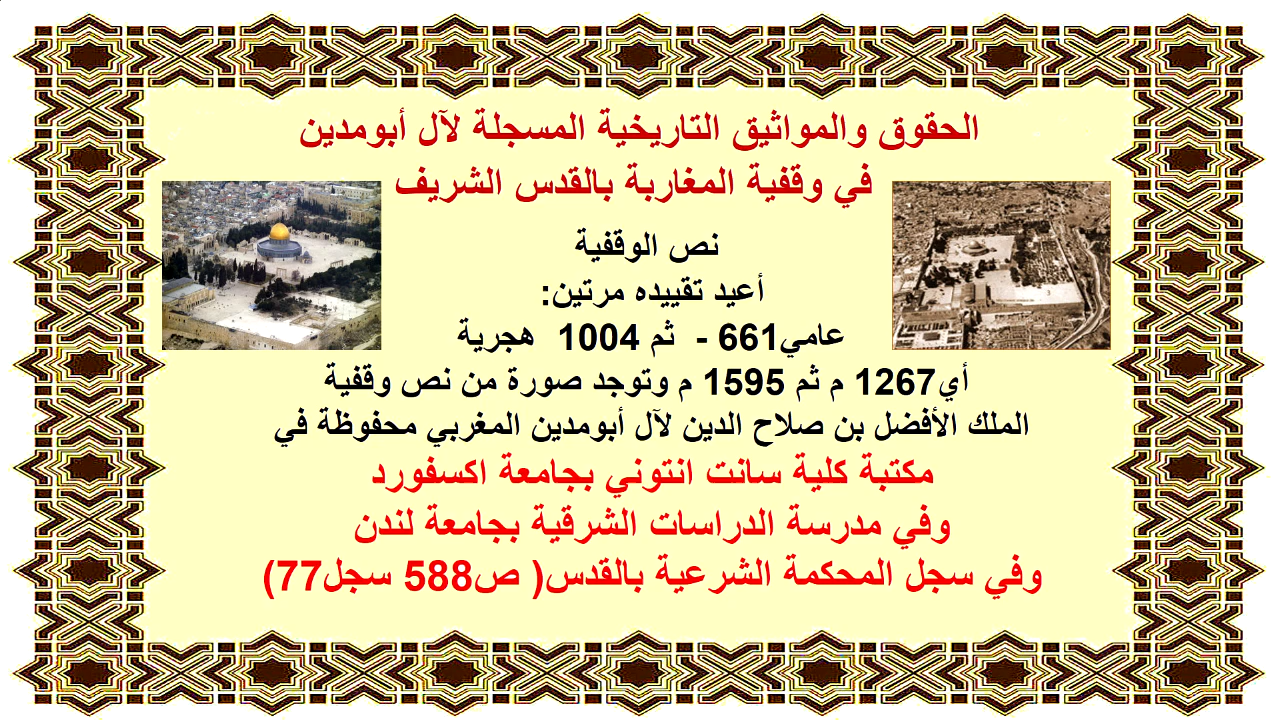 الحقوق والمواثيق التاريخية المسجلة لآل أبومدين
في وقفية المغاربة بالقدس الشريف
نص الوقفية
أعيد تقييده مرتين:
عامي661 - ثم 1004 هجرية
أي1267 م ثم 1595 م وتوجد صورة من نص وقفية
الملك الأفضل بن صلاح الدين لآل أبومدين المغربي محفوظة في
مكتبة كلية سانت انتوني بجامعة اكسفورد
وفي مدرسة الدراسات الشرقية بجامعة لندن
وفي سجل المحكمة الشرعية بالقدس( ص588 سجل77)